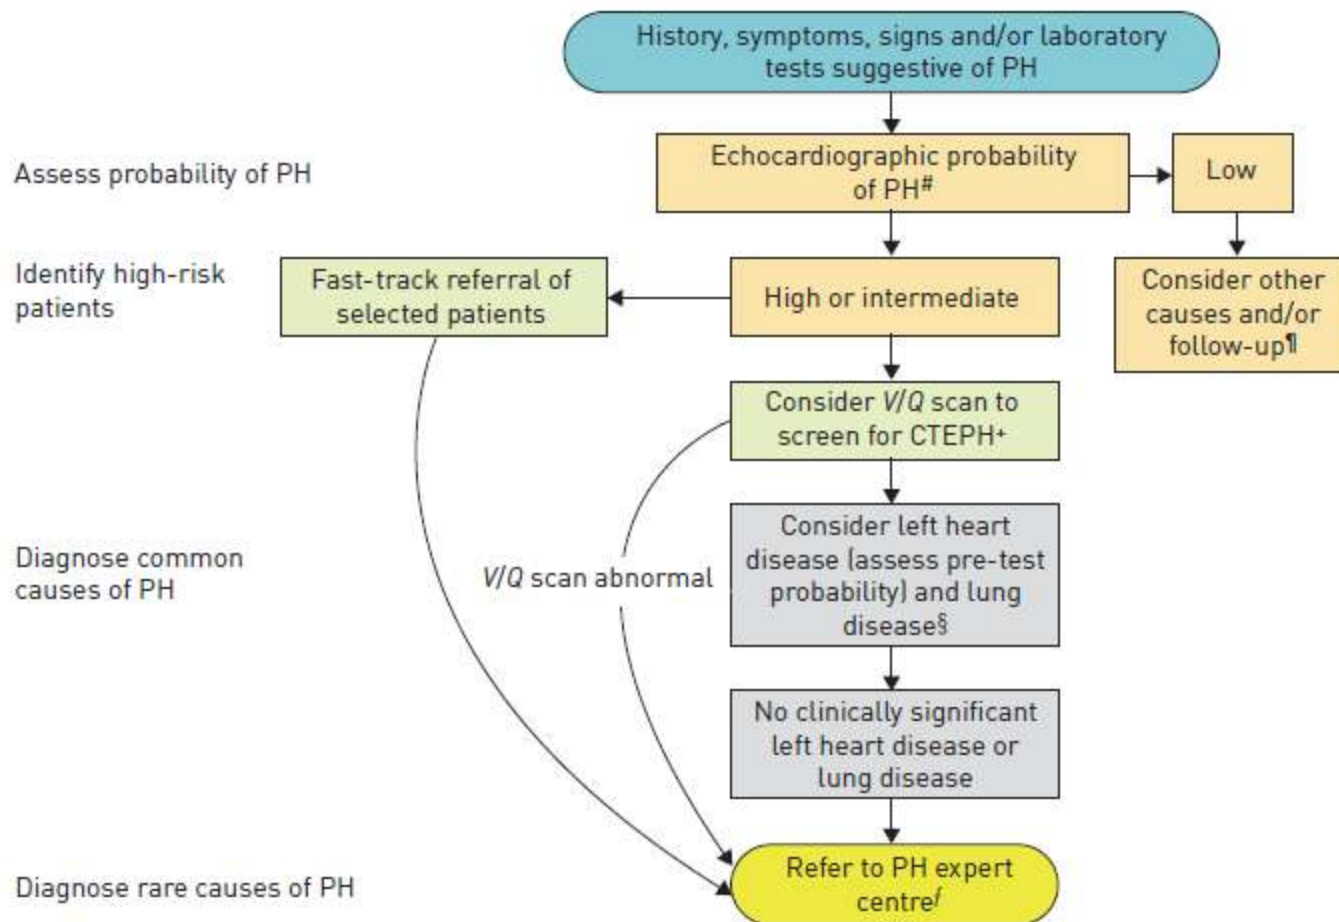 History, symptoms, signs and/or laboratory
tests suggestive of PH
Assess probability of PH
Echocardiographic probability
of PH#
Low
Identify high-risk
patients
Fast-track referral of
selected patients
High or intermediate
Consider other
causes and/or
follow-up¶
Consider V/Q scan to
screen for CTEPH+
Diagnose common
causes of PH
V/Q scan abnormal
Consider left heart
disease (assess pre-test
probability) and lung
disease§
No clinically significant
left heart disease or
lung disease
Diagnose rare causes of PH
Refer to PH expert
centreƒ